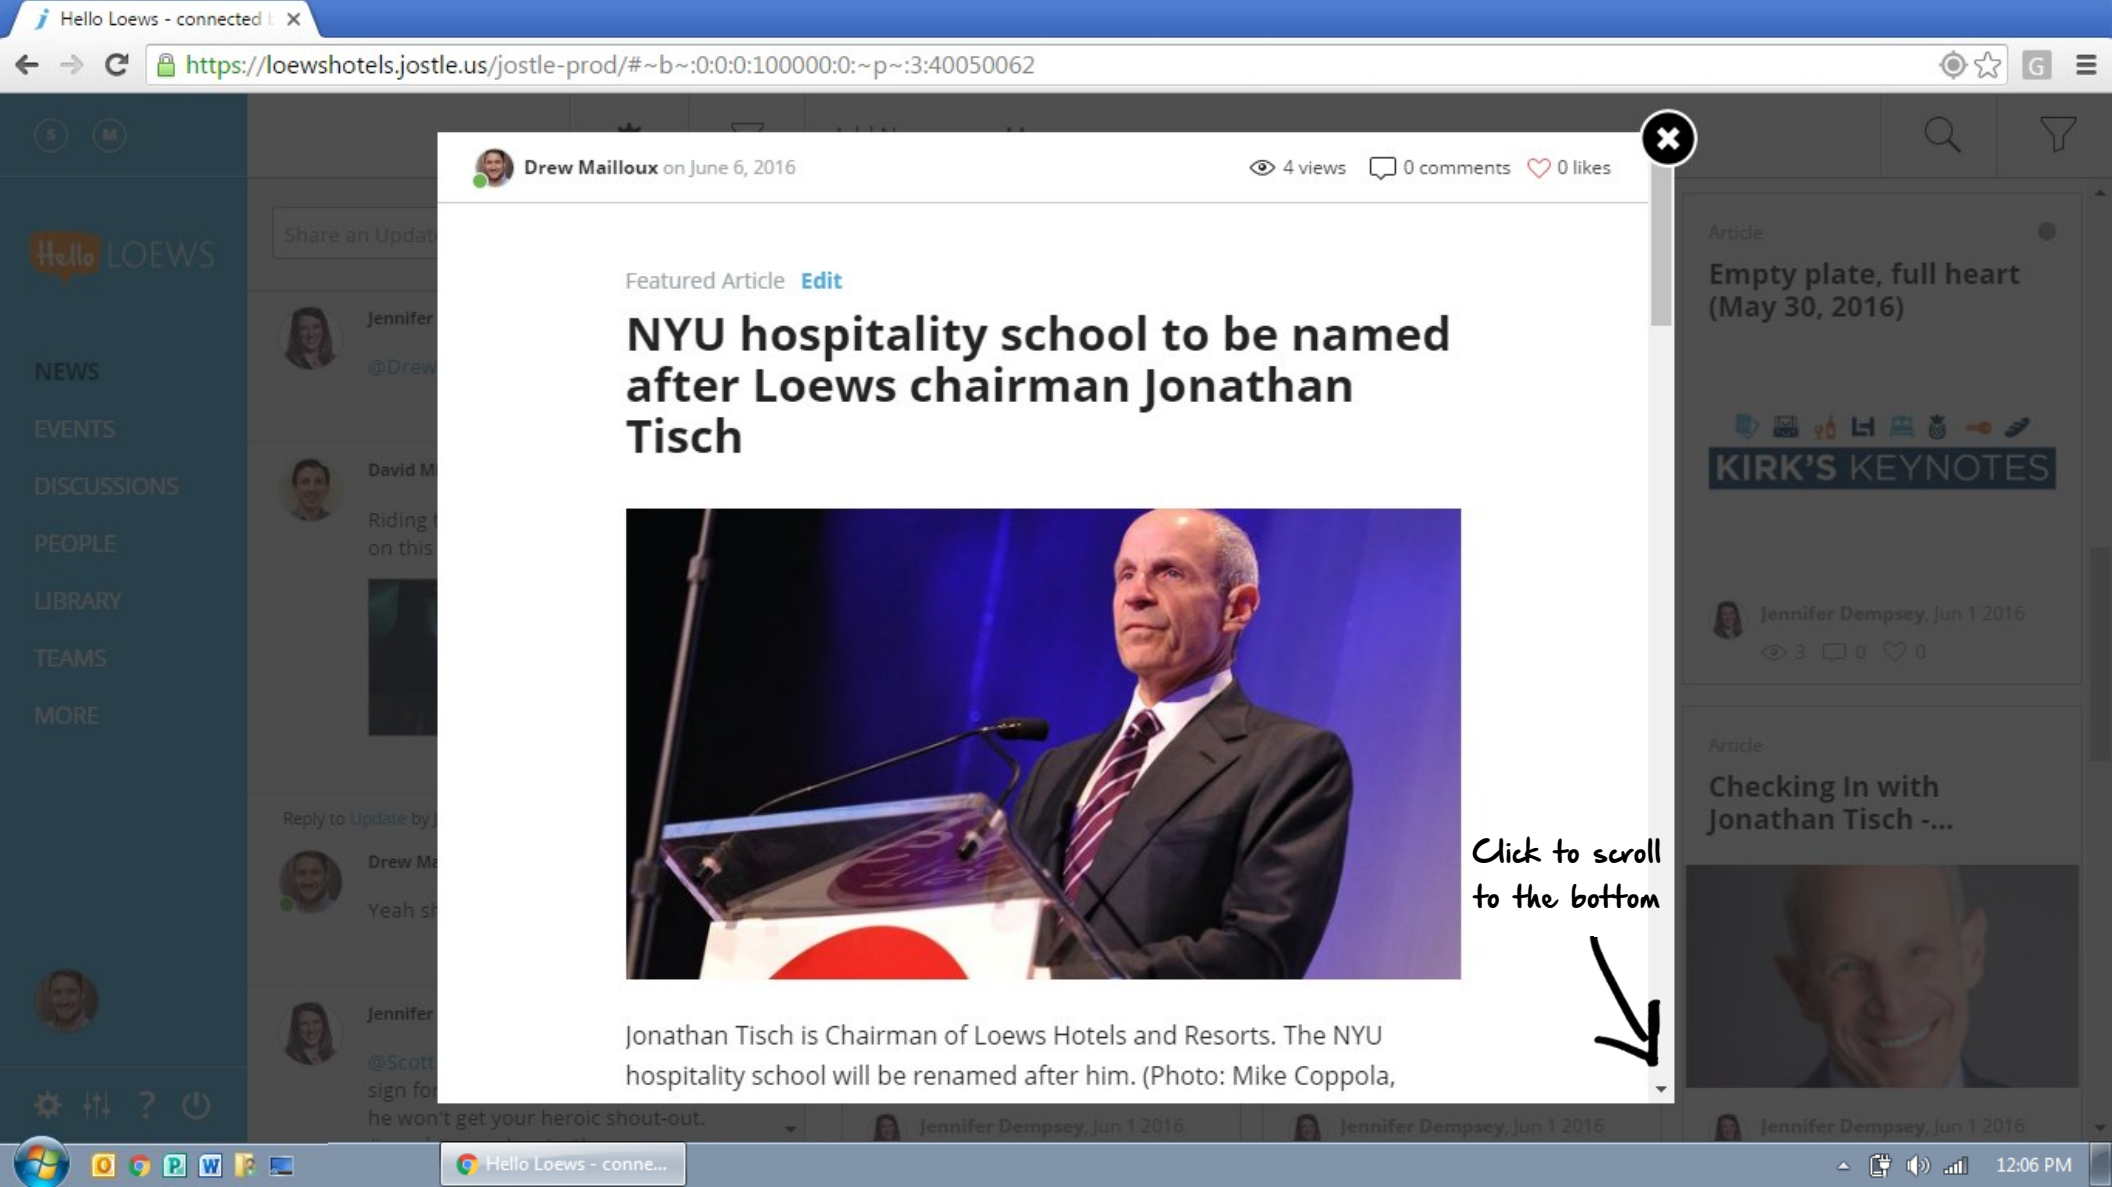 Hello Loews - connected
https://loewshotels.jostle.us/jostle-prod/#~b~:0:0:0:100000:0:~p~:3:40050062
G
S
M
Hello LOEWS
NEWS
EVENTS
DISCUSSIONS
PEOPLE
LIBRARY
TEAMS
MORE
?
Share an Updat
Jennifer
@Drew
David M
Riding
on this
Reply to Update by J
Drew Ma
Yeah sh
Jennifer
@Scott
sign for
he won't get your heroic shout-out.
Drew Mailloux on June 6, 2016
4 views 0 comments 0 likes
Featured Article Edit
NYU hospitality school to be named
after Loews chairman Jonathan
Tisch
Jonathan Tisch is Chairman of Loews Hotels and Resorts. The NYU
hospitality school will be renamed after him. (Photo: Mike Coppola,
Click to scroll
to the bottom
Jennifer Dempsey, Jun 1 2016
Jennifer Dempsey, Jun 1 2016
Article
Empty plate, full heart
(May 30, 2016)
KIRK'S KEYNOTES
Jennifer Dempsey, Jun 1 2016
3 0 0
Article
Checking In with
Jonathan Tisch -...
Jennifer Dempsey, Jun 1 2016
Hello Loews - conne...
12:06 PM